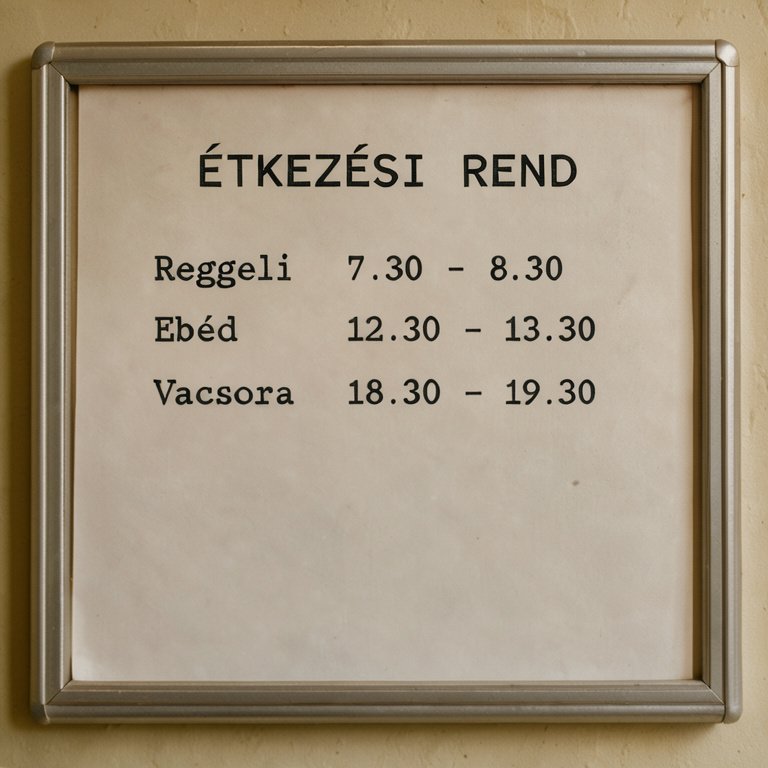 ÉTKEZÉSI REND
Reggeli 7.30 - 8.30
Ebéd 12.30 - 13.30
Vacsora 18.30 - 19.30